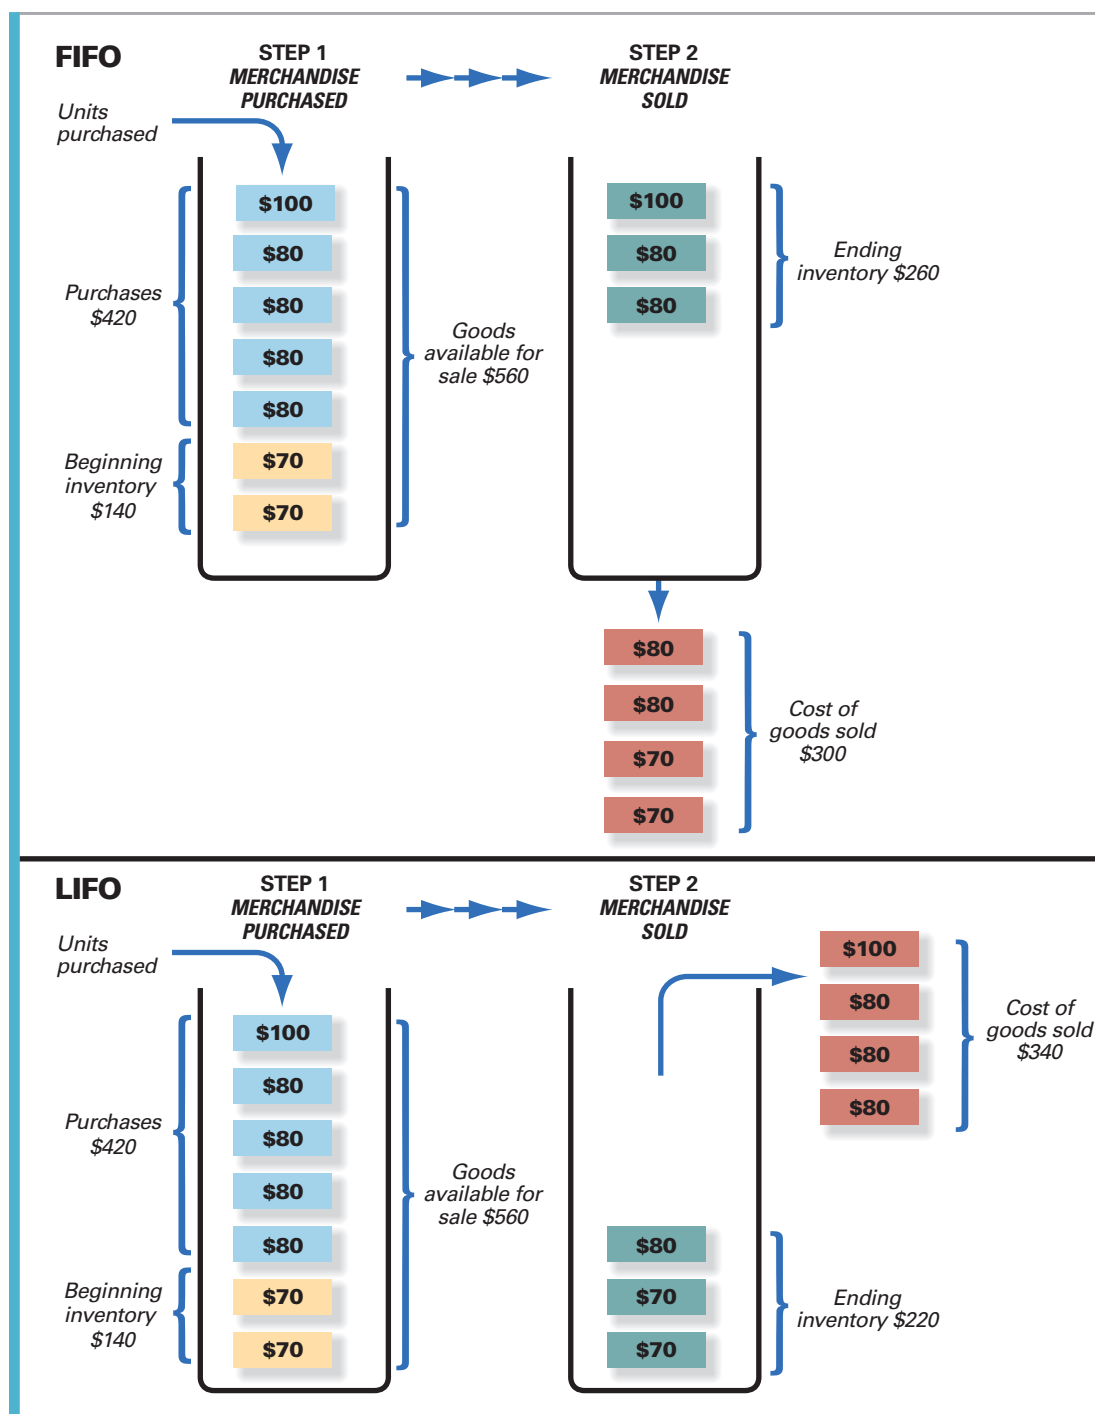 FIFO
STEP 1
MERCHANDISE
PURCHASED
STEP 2
MERCHANDISE
SOLD
Units
purchased
$100
$80
$80
$80
$80
$70
$70
Purchases
$420
Beginning
inventory
$140
Goods
available for
sale $560
$100
$80
$80
Ending
inventory $260
$80
$80
$70
$70
Cost of
goods sold
$300
LIFO
STEP 1
MERCHANDISE
PURCHASED
STEP 2
MERCHANDISE
SOLD
Units
purchased
$100
$80
$80
$80
$80
$70
$70
Purchases
$420
Beginning
inventory
$140
Goods
available for
sale $560
$100
$80
$80
$80
Cost of
goods sold
$340
$80
$70
$70
Ending
inventory $220